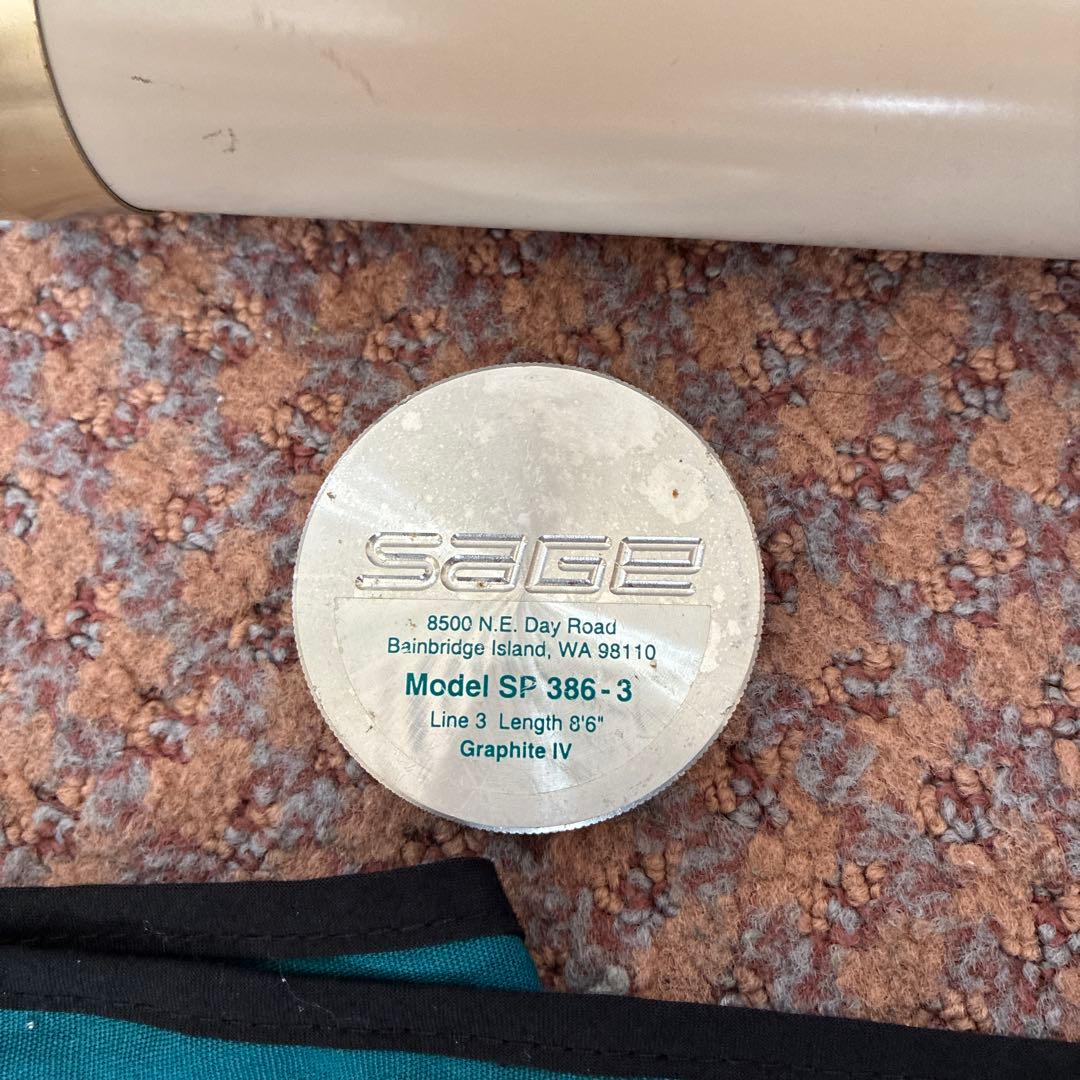 SAGE
8500 N.E. Day Road
Bainbridge Island, WA 98110
Model SP 386-3
Line 3 Length 8'6"
Graphite IV